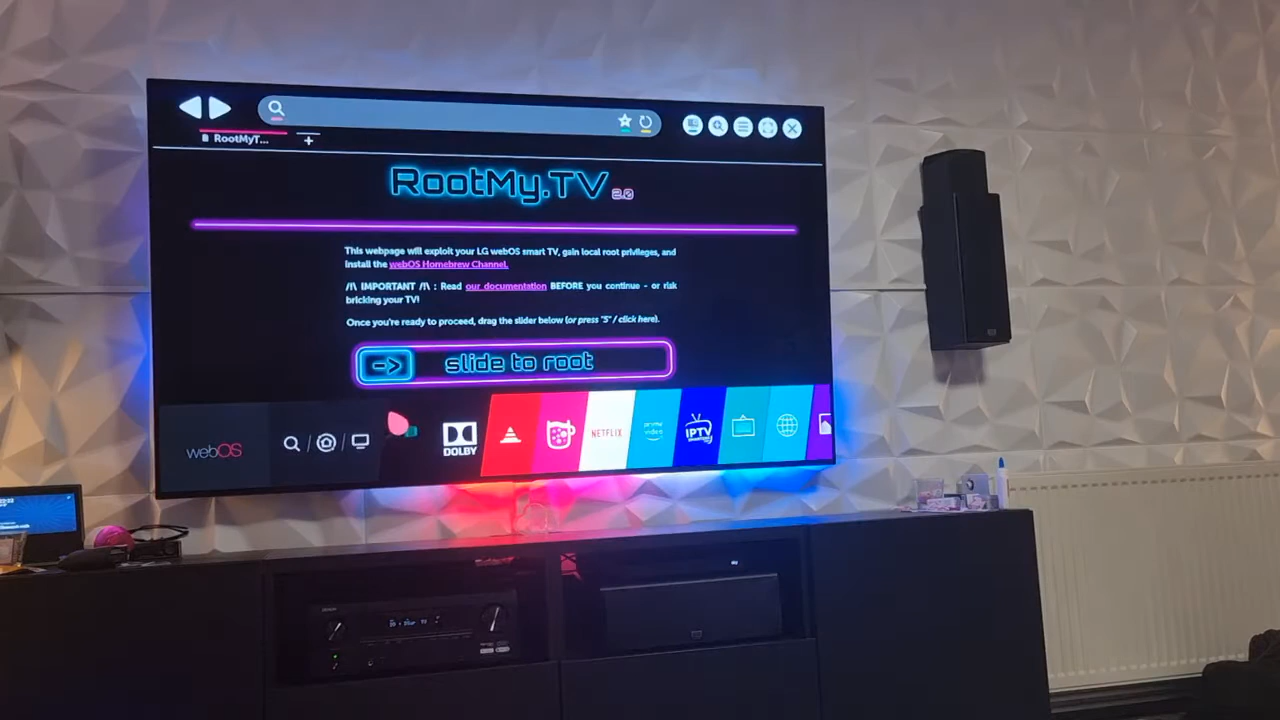 RootMyT...
RootMy.TV 2.0
This webpage will exploit your LG webOS smart TV, gain local root privileges, and
install the webOS Homebrew Channel.
/!\ IMPORTANT /!\ : Read our documentation BEFORE you continue - or risk
bricking your TV!
Once you're ready to proceed, drag the slider below (or press "5" / click here).
slide to root
webOS
DOLBY
NETFLIX
prime video
IPTV
DENON